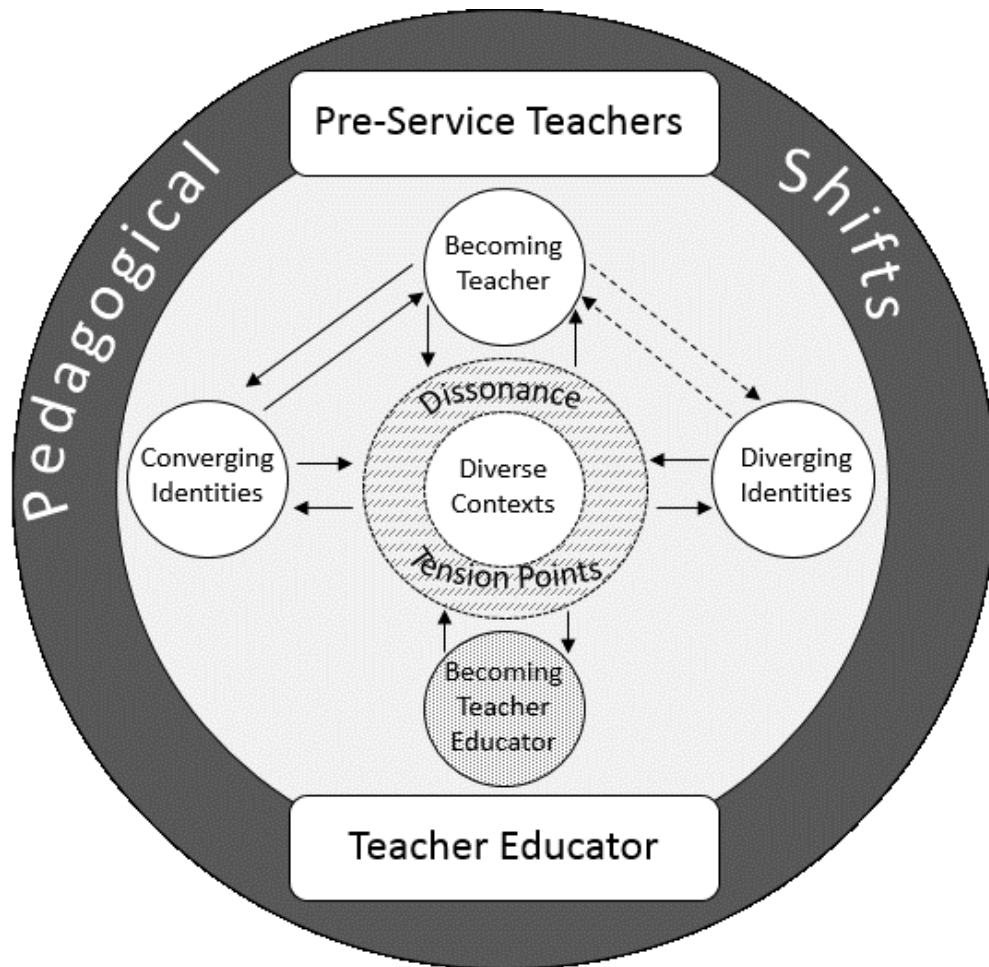 Pre-Service Teachers
Pedagogical
Shifts
Becoming
Teacher
Dissonance
Converging
Identities
Diverse
Contexts
Diverging
Identities
Tension Points
Becoming
Teacher
Educator
Teacher Educator